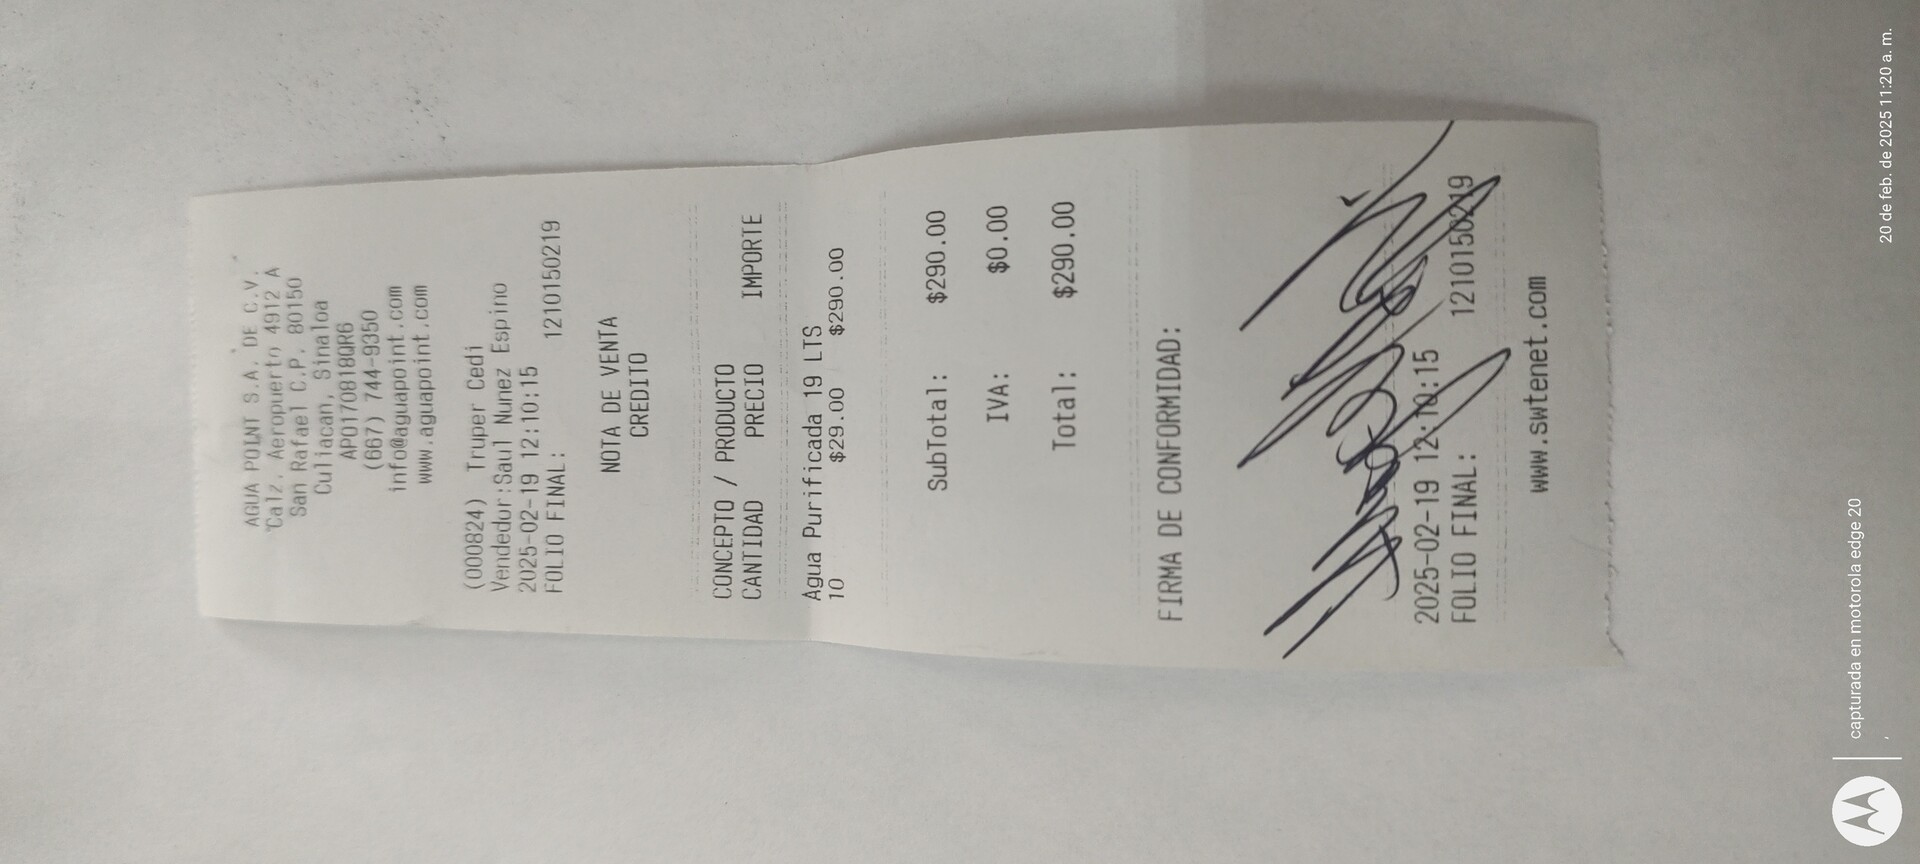 AGUA POINT S.A. DE C.V.
Calz. Aeropuerto 4912 A
San Rafael C.P. 80150
Culiacan, Sinaloa
APO170818QR6
(667) 744-9350
info@aguapoint.com
www.aguapoint.com
(000824) Truper Cedi
Vendedor:Saul Nunez Espino
2025-02-19 12:10:15
FOLIO FINAL: 1210150219
NOTA DE VENTA
CREDITO
CONCEPTO / PRODUCTO
CANTIDAD PRECIO IMPORTE
Agua Purificada 19 LTS
10 $29.00 $290.00
SubTotal: $290.00
IVA: $0.00
Total: $290.00
FIRMA DE CONFORMIDAD:
2025-02-19 12:10:15
FOLIO FINAL: 1210150219
www.swtenet.com
capturada en motorola edge 20
20 de feb. de 2025 11:20 a. m.